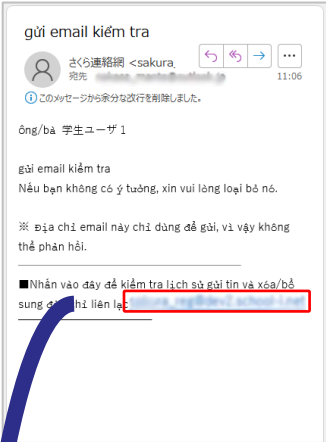 gửi email kiểm tra
さくら連絡網 <sakura_
宛先
11:06
このメッセージから余分な改行を削除しました。
ông/bà 学生ユーザ1
gửi email kiểm tra
Nếu bạn không có ý tưởng, xin vui lòng loại bỏ nó.
※ Địa chỉ email này chỉ dùng để gửi, vì vậy không
thể phản hồi.
■Nhấn vào đây để kiểm tra lịch sử gửi tin và xóa/bổ
sung địa chỉ liên lạc